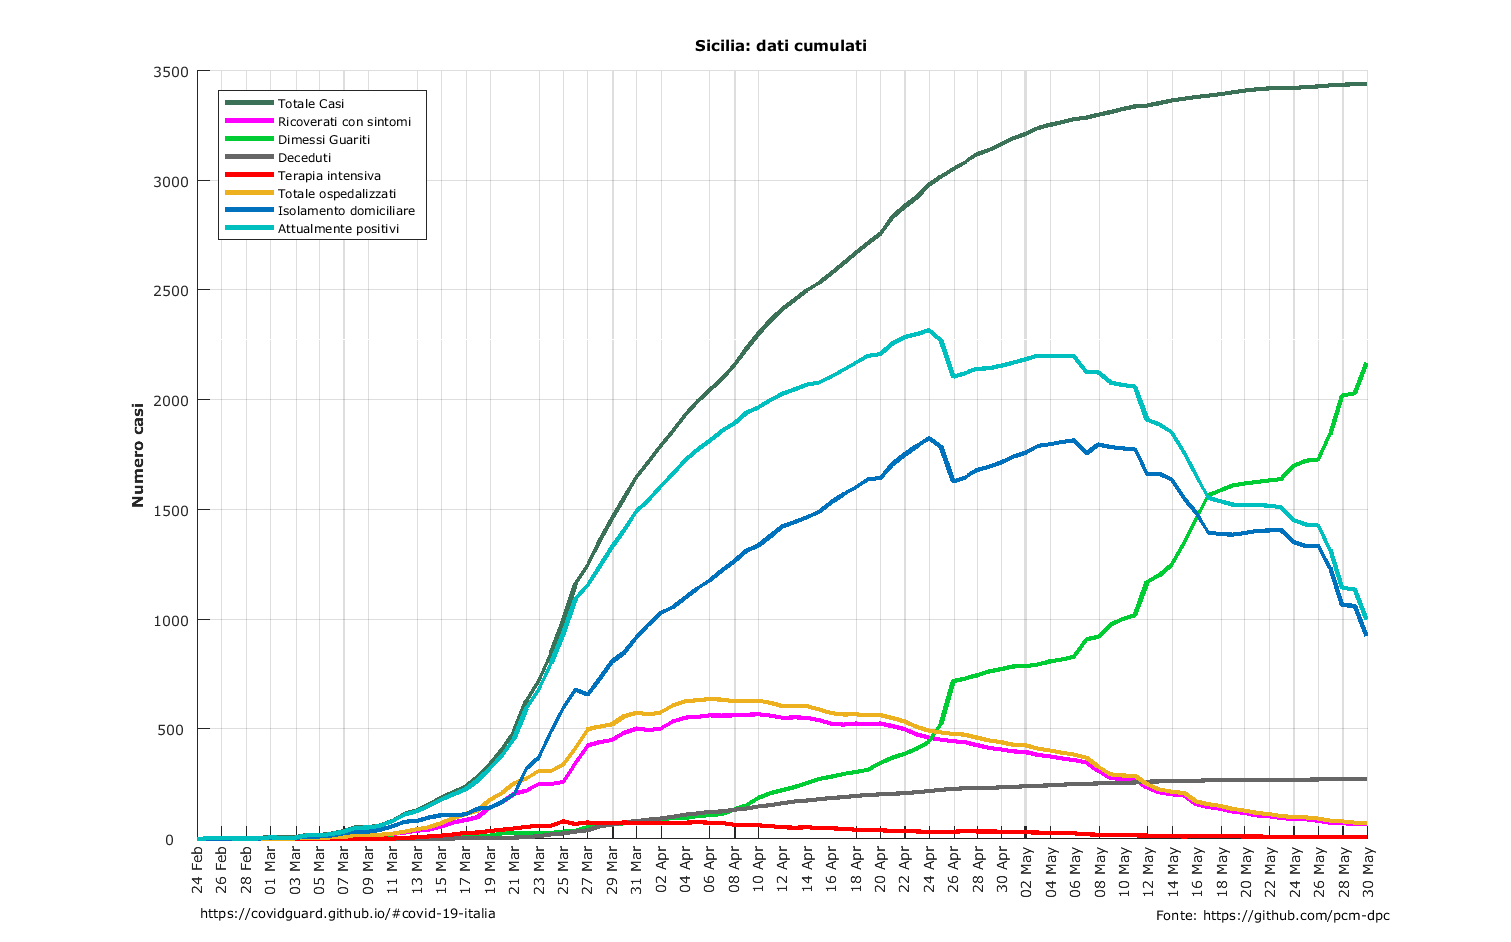 Sicilia: dati cumulati
3500
3000
2500
2000
1500
1000
500
0
Numero casi
Totale Casi
Ricoverati con sintomi
Dimessi Guariti
Deceduti
Terapia intensiva
Totale ospedalizzati
Isolamento domiciliare
Attualmente positivi
24 Feb
26 Feb
28 Feb
01 Mar
03 Mar
05 Mar
07 Mar
09 Mar
11 Mar
13 Mar
15 Mar
17 Mar
19 Mar
21 Mar
23 Mar
25 Mar
27 Mar
29 Mar
31 Mar
02 Apr
04 Apr
06 Apr
08 Apr
10 Apr
12 Apr
14 Apr
16 Apr
18 Apr
20 Apr
22 Apr
24 Apr
26 Apr
28 Apr
30 Apr
02 May
04 May
06 May
08 May
10 May
12 May
14 May
16 May
18 May
20 May
22 May
24 May
26 May
28 May
30 May
https://covidguard.github.io/#covid-19-italia
Fonte: https://github.com/pcm-dpc